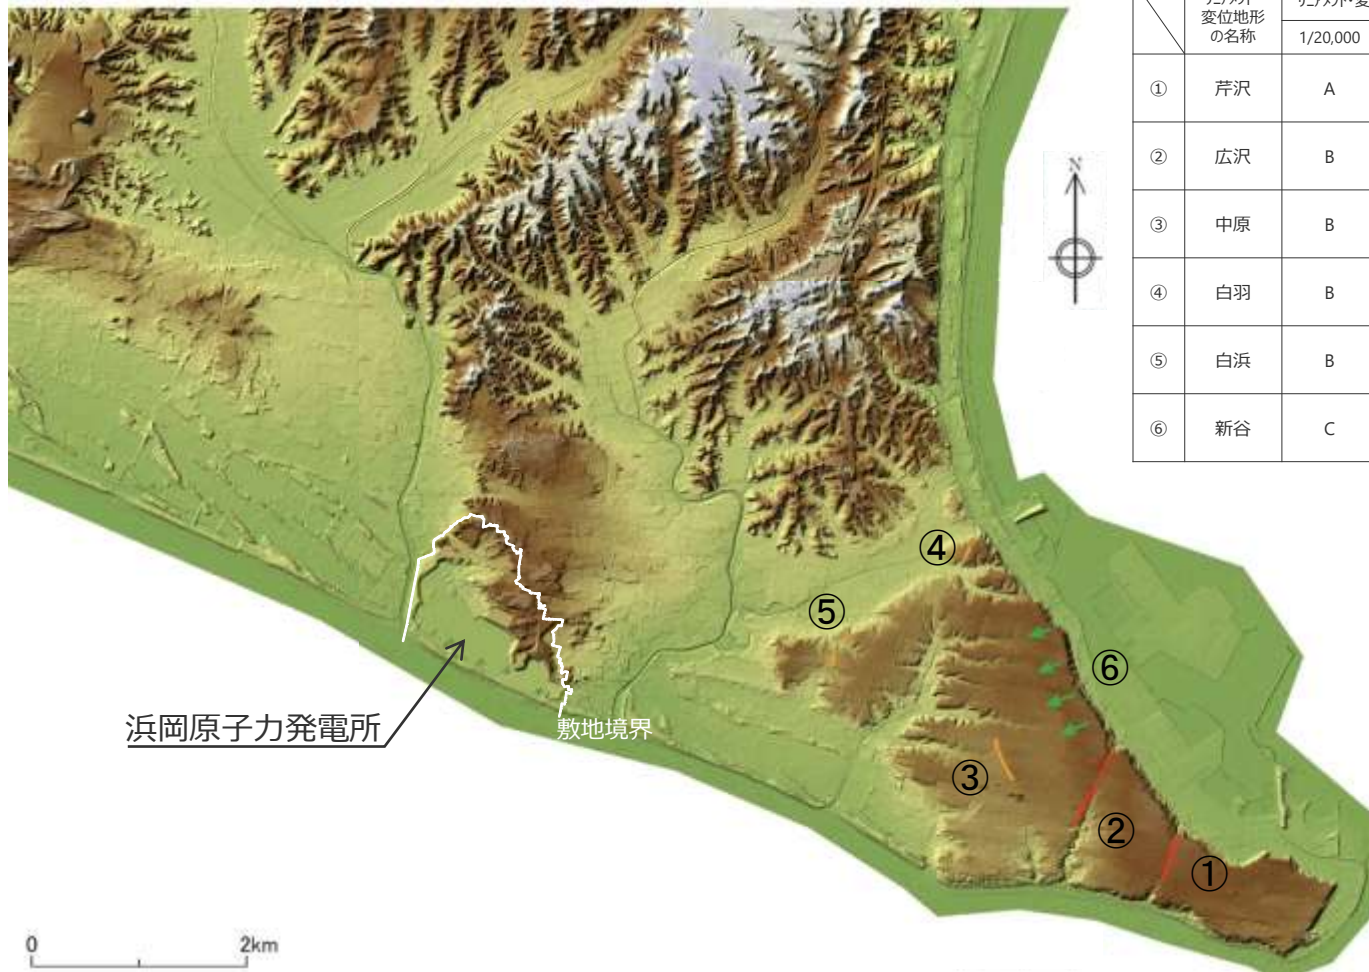 変位地形
の名称
1/20,000
① 芹沢 A
② 広沢 B
③ 中原 B
④ 白羽 B
⑤ 白浜 B
⑥ 新谷 C
N
④
⑤
⑥
浜岡原子力発電所
敷地境界
③
②
①
0 2km